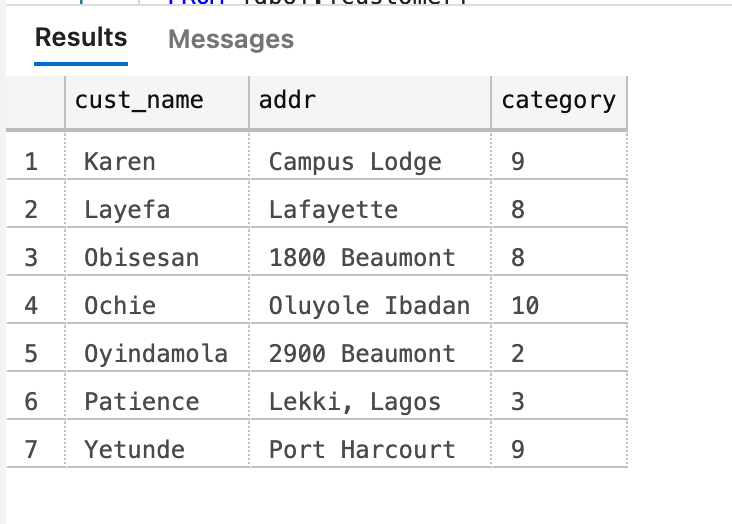 Results Messages
cust_name addr category
1 Karen Campus Lodge 9
2 Layefa Lafayette 8
3 Obisesan 1800 Beaumont 8
4 Ochie Oluyole Ibadan 10
5 Oyindamola 2900 Beaumont 2
6 Patience Lekki, Lagos 3
7 Yetunde Port Harcourt 9